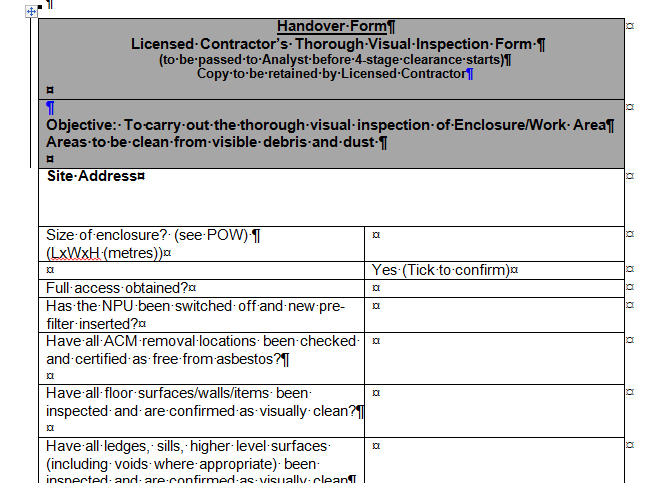 Handover Form
Licensed Contractor's Thorough Visual Inspection Form
(to be passed to Analyst before 4-stage clearance starts)
Copy to be retained by Licensed Contractor
Objective: To carry out the thorough visual inspection of Enclosure/Work Area
Areas to be clean from visible debris and dust
Site Address
Size of enclosure? (see POW)
(LxWxH (metres))
Yes (Tick to confirm)
Full access obtained?
Has the NPU been switched off and new pre-
filter inserted?
Have all ACM removal locations been checked
and certified as free from asbestos?
Have all floor surfaces/walls/items been
inspected and are confirmed as visually clean?
Have all ledges, sills, higher level surfaces
(including voids where appropriate) been
inspected and are confirmed as visually clean